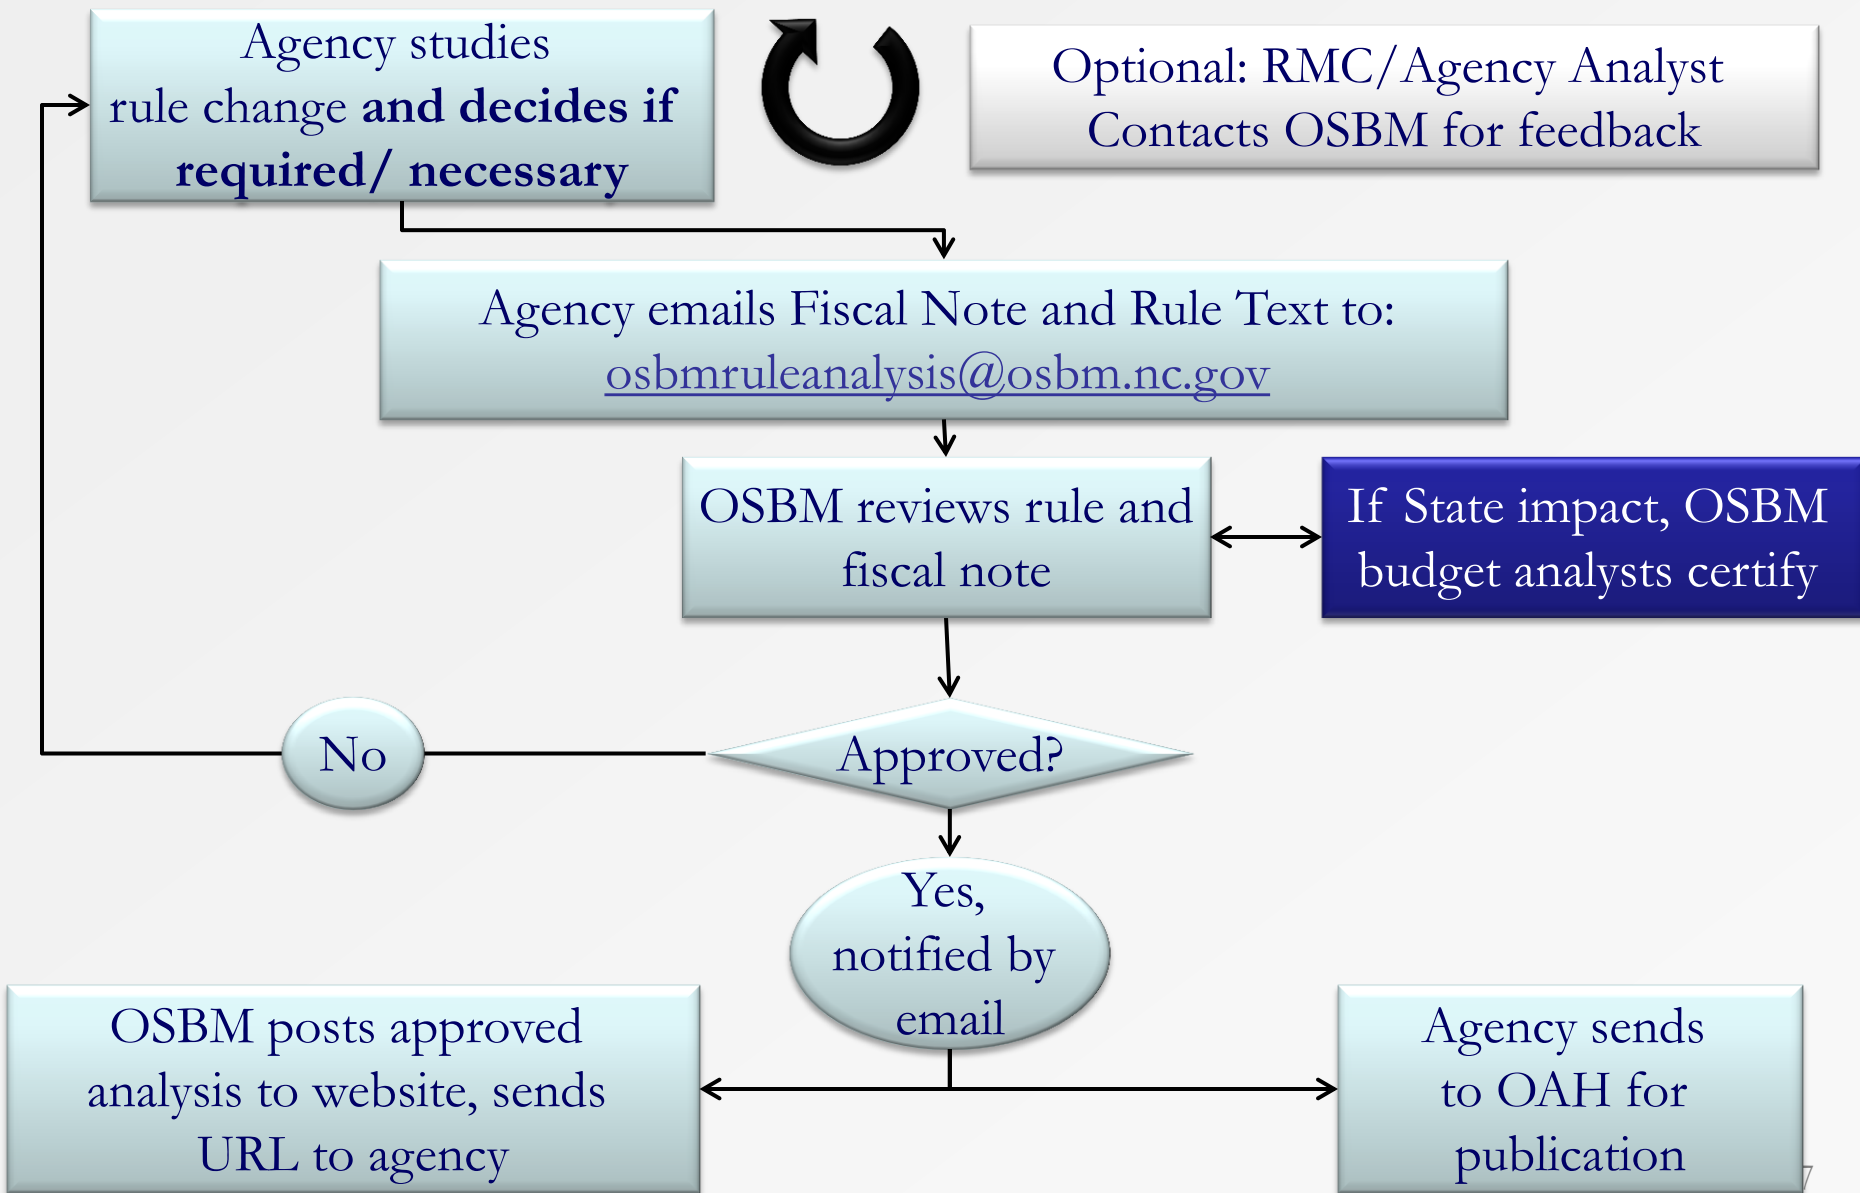 Agency studies
rule change and decides if
required/ necessary
Optional: RMC/Agency Analyst
Contacts OSBM for feedback
Agency emails Fiscal Note and Rule Text to:
osbmruleanalysis@osbm.nc.gov
OSBM reviews rule and
fiscal note
If State impact, OSBM
budget analysts certify
No
Approved?
Yes,
notified by
email
OSBM posts approved
analysis to website, sends
URL to agency
Agency sends
to OAH for
publication
7